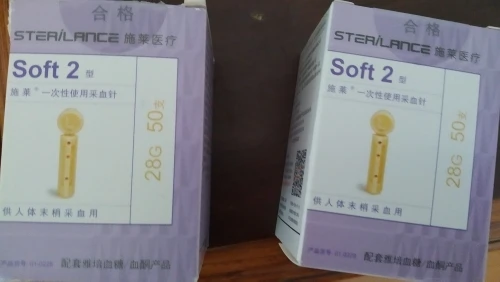 合格
STERiLANCE 施莱医疗
Soft 2 型
施莱® 一次性使用采血针
28G 50支
供人体末梢采血用
配套雅培血糖/血酮产品
合格
STERiLANCE 施莱医疗
Soft 2 型
施莱® 一次性使用采血针
28G 50支
供人体末梢采血用
配套雅培血糖/血酮产品